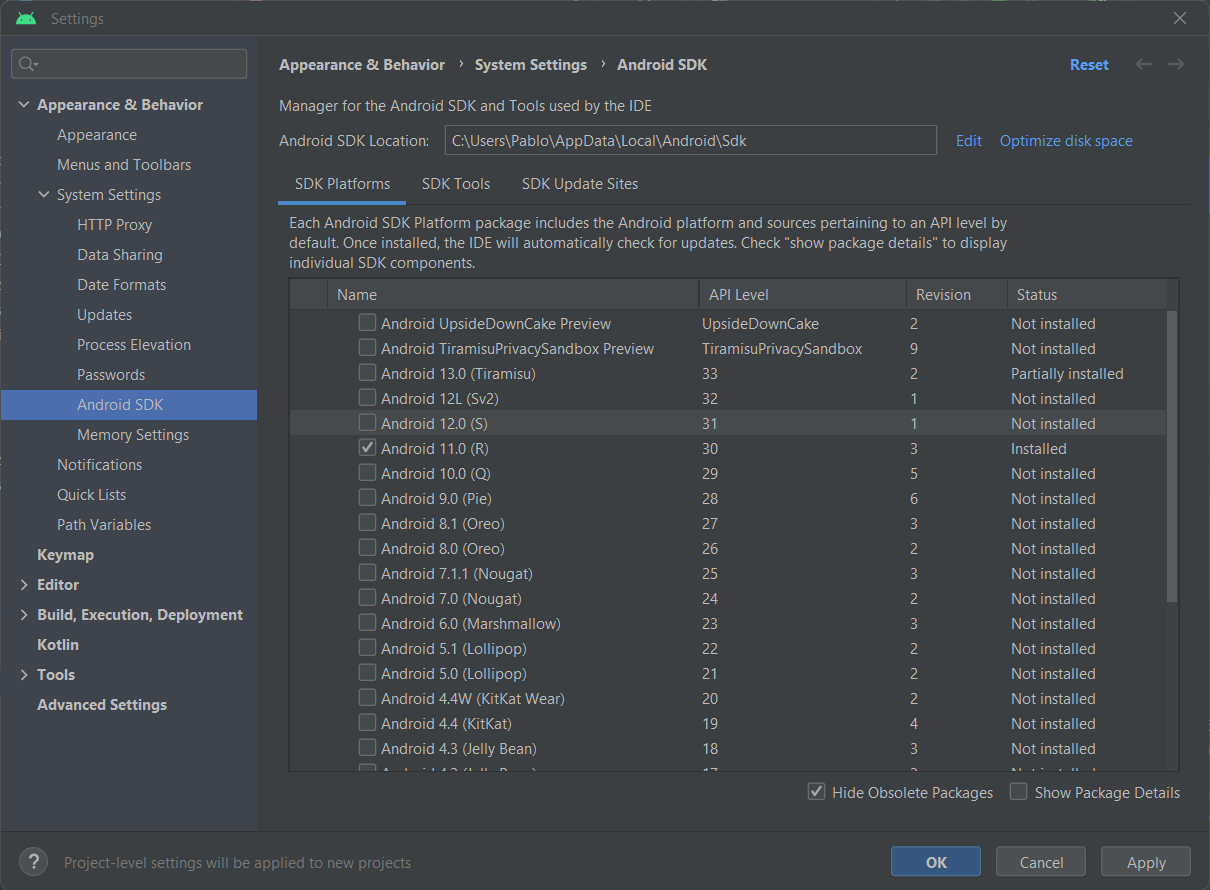 Settings
Appearance & Behavior
Appearance
Menus and Toolbars
System Settings
HTTP Proxy
Data Sharing
Date Formats
Updates
Process Elevation
Passwords
Android SDK
Memory Settings
Notifications
Quick Lists
Path Variables
Keymap
Editor
Build, Execution, Deployment
Kotlin
Tools
Advanced Settings
Appearance & Behavior › System Settings › Android SDK
Reset
Manager for the Android SDK and Tools used by the IDE
Android SDK Location: C:\Users\Pablo\AppData\Local\Android\Sdk Edit Optimize disk space
SDK Platforms SDK Tools SDK Update Sites
Each Android SDK Platform package includes the Android platform and sources pertaining to an API level by
default. Once installed, the IDE will automatically check for updates. Check "show package details" to display
individual SDK components.
Name API Level Revision Status
Android UpsideDownCake Preview UpsideDownCake 2 Not installed
Android TiramisuPrivacySandbox Preview TiramisuPrivacySandbox 9 Not installed
Android 13.0 (Tiramisu) 33 2 Partially installed
Android 12L (Sv2) 32 1 Not installed
Android 12.0 (S) 31 1 Not installed
Android 11.0 (R) 30 3 Installed
Android 10.0 (Q) 29 5 Not installed
Android 9.0 (Pie) 28 6 Not installed
Android 8.1 (Oreo) 27 3 Not installed
Android 8.0 (Oreo) 26 2 Not installed
Android 7.1.1 (Nougat) 25 3 Not installed
Android 7.0 (Nougat) 24 2 Not installed
Android 6.0 (Marshmallow) 23 3 Not installed
Android 5.1 (Lollipop) 22 2 Not installed
Android 5.0 (Lollipop) 21 2 Not installed
Android 4.4W (KitKat Wear) 20 2 Not installed
Android 4.4 (KitKat) 19 4 Not installed
Android 4.3 (Jelly Bean) 18 3 Not installed
Hide Obsolete Packages Show Package Details
? Project-level settings will be applied to new projects
OK Cancel Apply